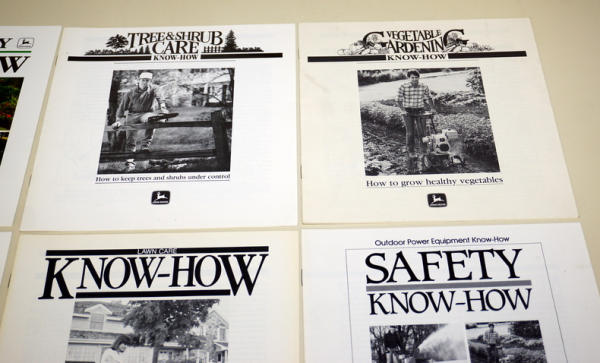 Y
OW
TREE & SHRUB
CARE
KNOW-HOW
How to keep trees and shrubs under control
VEGETABLE
GARDENING
KNOW-HOW
How to grow healthy vegetables
LAWN CARE
KNOW-HOW
Outdoor Power Equipment Know-How
SAFETY
KNOW-HOW